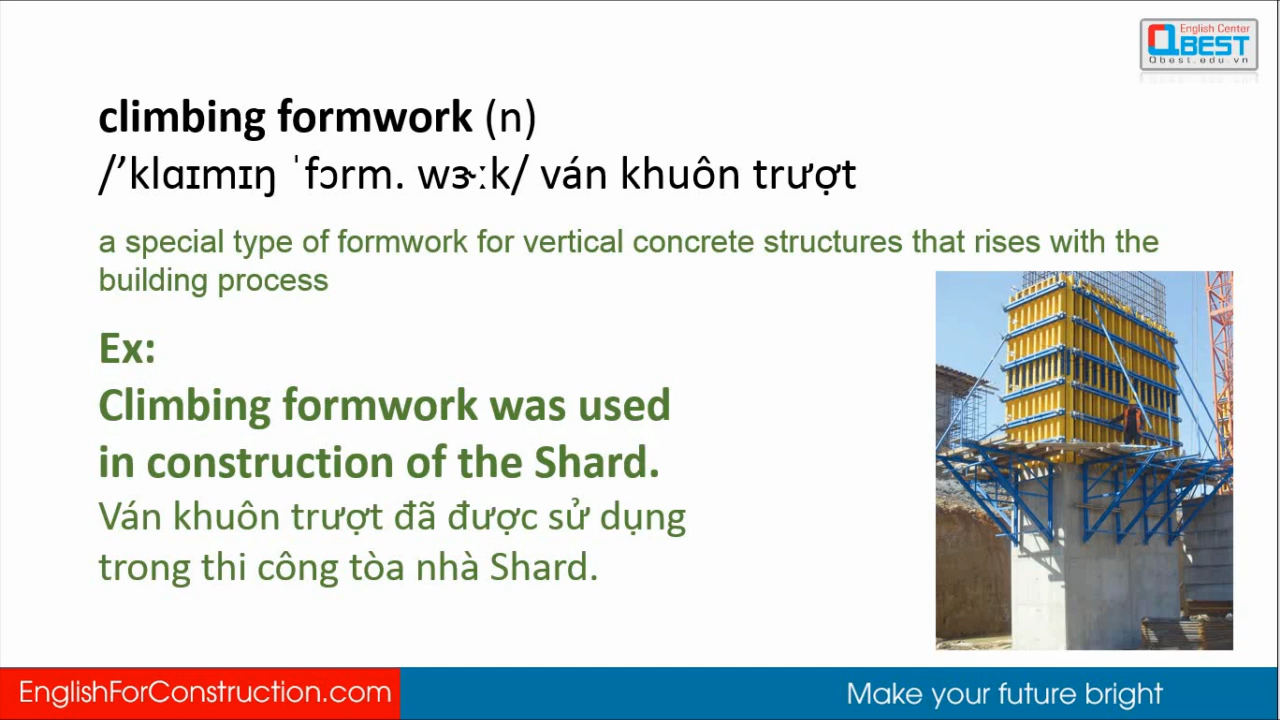 English Center
QBEST
Qbest.edu.vn
climbing formwork (n)
/’klɑɪmɪŋ ˈfɔrm. wɝːk/ ván khuôn trượt
a special type of formwork for vertical concrete structures that rises with the
building process
Ex:
Climbing formwork was used
in construction of the Shard.
Ván khuôn trượt đã được sử dụng
trong thi công tòa nhà Shard.
EnglishForConstruction.com
Make your future bright